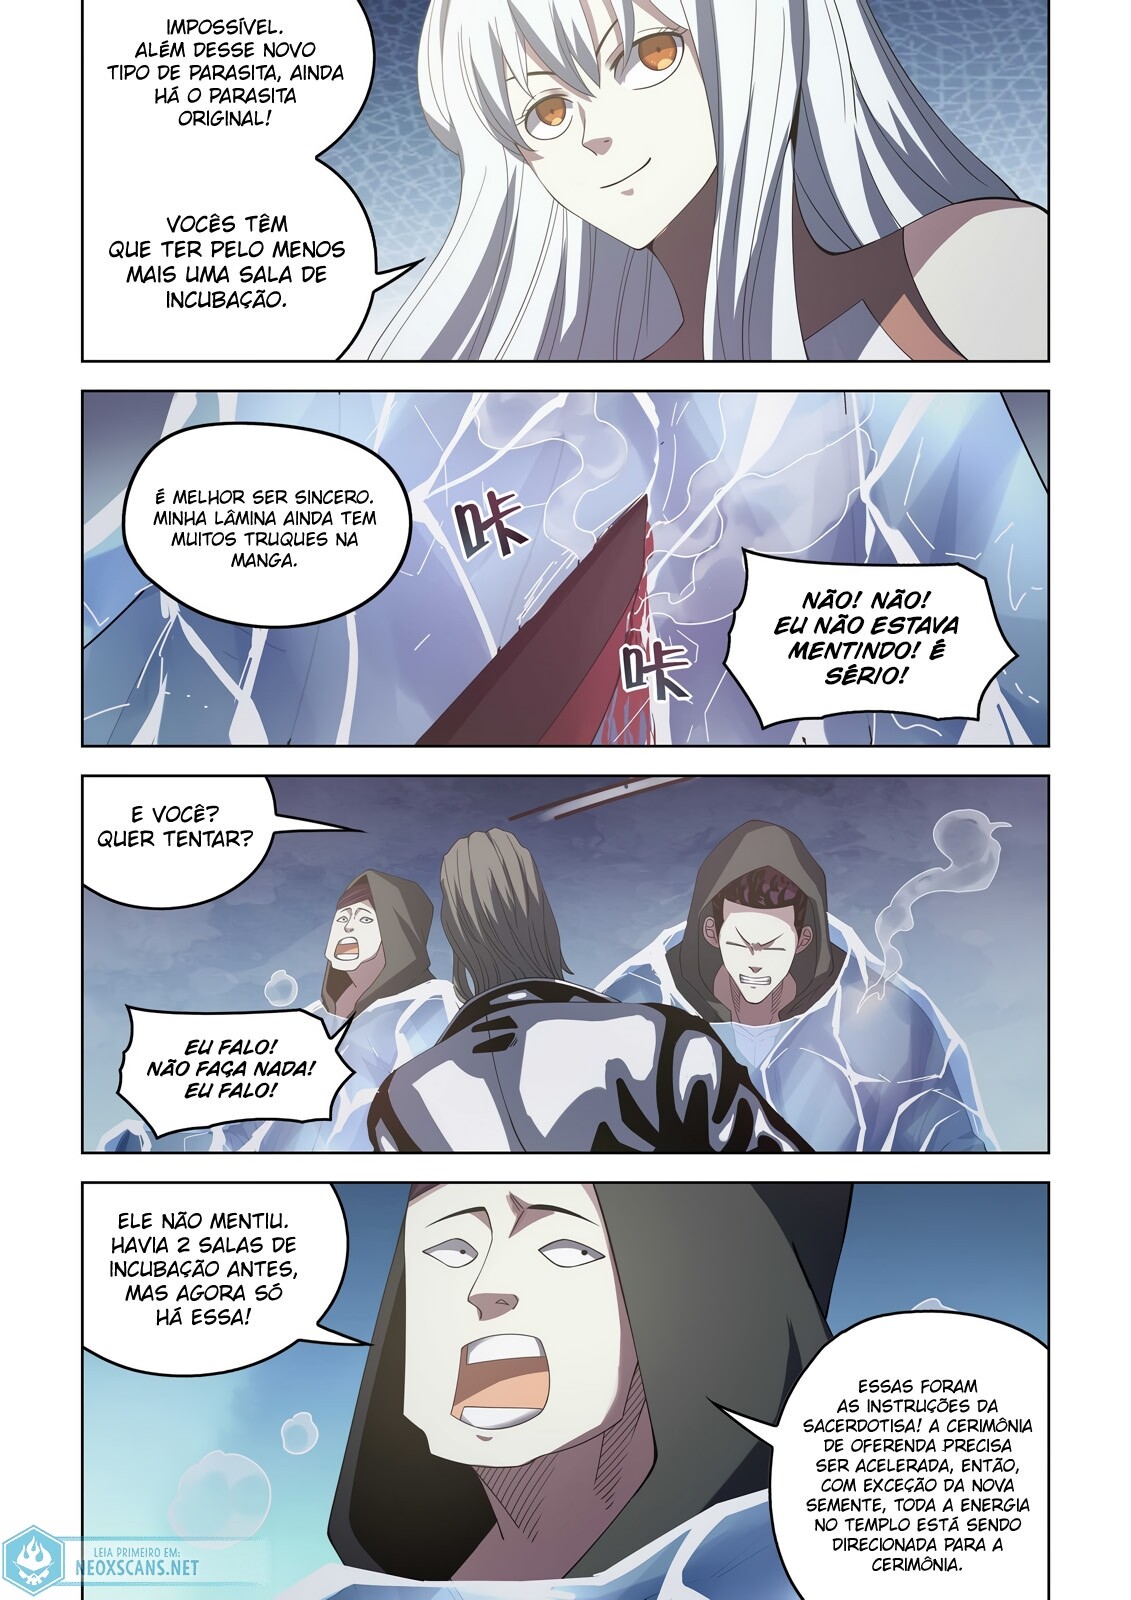 IMPOSSÍVEL.
ALÉM DESSE NOVO
TIPO DE PARASITA, AINDA
HÁ O PARASITA
ORIGINAL!
VOCÊS TÊM
QUE TER PELO MENOS
MAIS UMA SALA DE
INCUBAÇÃO.
É MELHOR SER SINCERO.
MINHA LÂMINA AINDA TEM
MUITOS TRUQUES NA
MANGA.
咔
咔
NÃO! NÃO!
EU NÃO ESTAVA
MENTINDO! É
SÉRIO!
E VOCÊ?
QUER TENTAR?
EU FALO!
NÃO FAÇA NADA!
EU FALO!
ELE NÃO MENTIU.
HAVIA 2 SALAS DE
INCUBAÇÃO ANTES,
MAS AGORA SÓ
HÁ ESSA!
ESSAS FORAM
AS INSTRUÇÕES DA
SACERDOTISA! A CERIMÔNIA
DE OFERENDA PRECISA
SER ACELERADA, ENTÃO,
COM EXCEÇÃO DA NOVA
SEMENTE, TODA A ENERGIA
NO TEMPLO ESTÁ SENDO
DIRECIONADA PARA A
CERIMÔNIA.
LEIA PRIMEIRO EM:
NEOXSCANS.NET